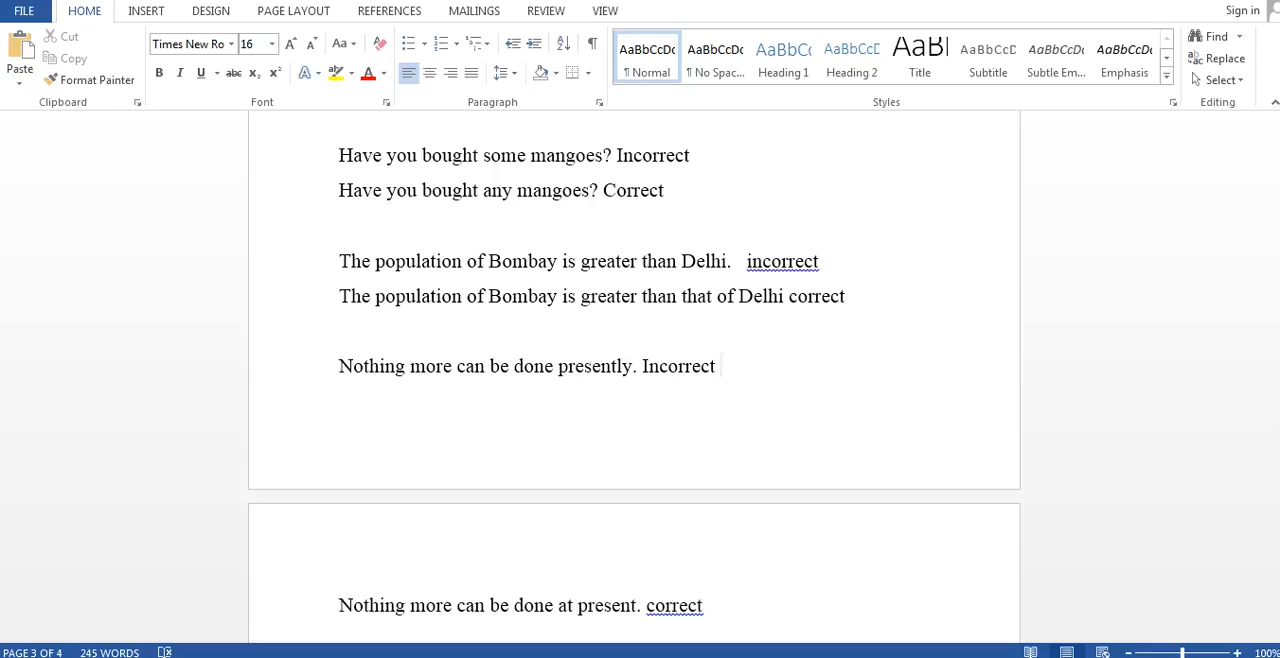 FILE HOME INSERT DESIGN PAGE LAYOUT REFERENCES MAILINGS REVIEW VIEW Sign in
Cut
Copy
Format Painter
Paste
Clipboard
Times New Ro 16
Font
Paragraph
AaBbCcDc AaBbCcDc AaBbC AaBbCcD AaB AaBbCcD AaBbCcDc AaBbCcDc
¶ Normal ¶ No Spac... Heading 1 Heading 2 Title Subtitle Subtle Em... Emphasis
Styles
Find
Replace
Select
Editing
Have you bought some mangoes? Incorrect
Have you bought any mangoes? Correct
The population of Bombay is greater than Delhi. incorrect
The population of Bombay is greater than that of Delhi correct
Nothing more can be done presently. Incorrect
Nothing more can be done at present. correct
PAGE 3 OF 4 245 WORDS 100%